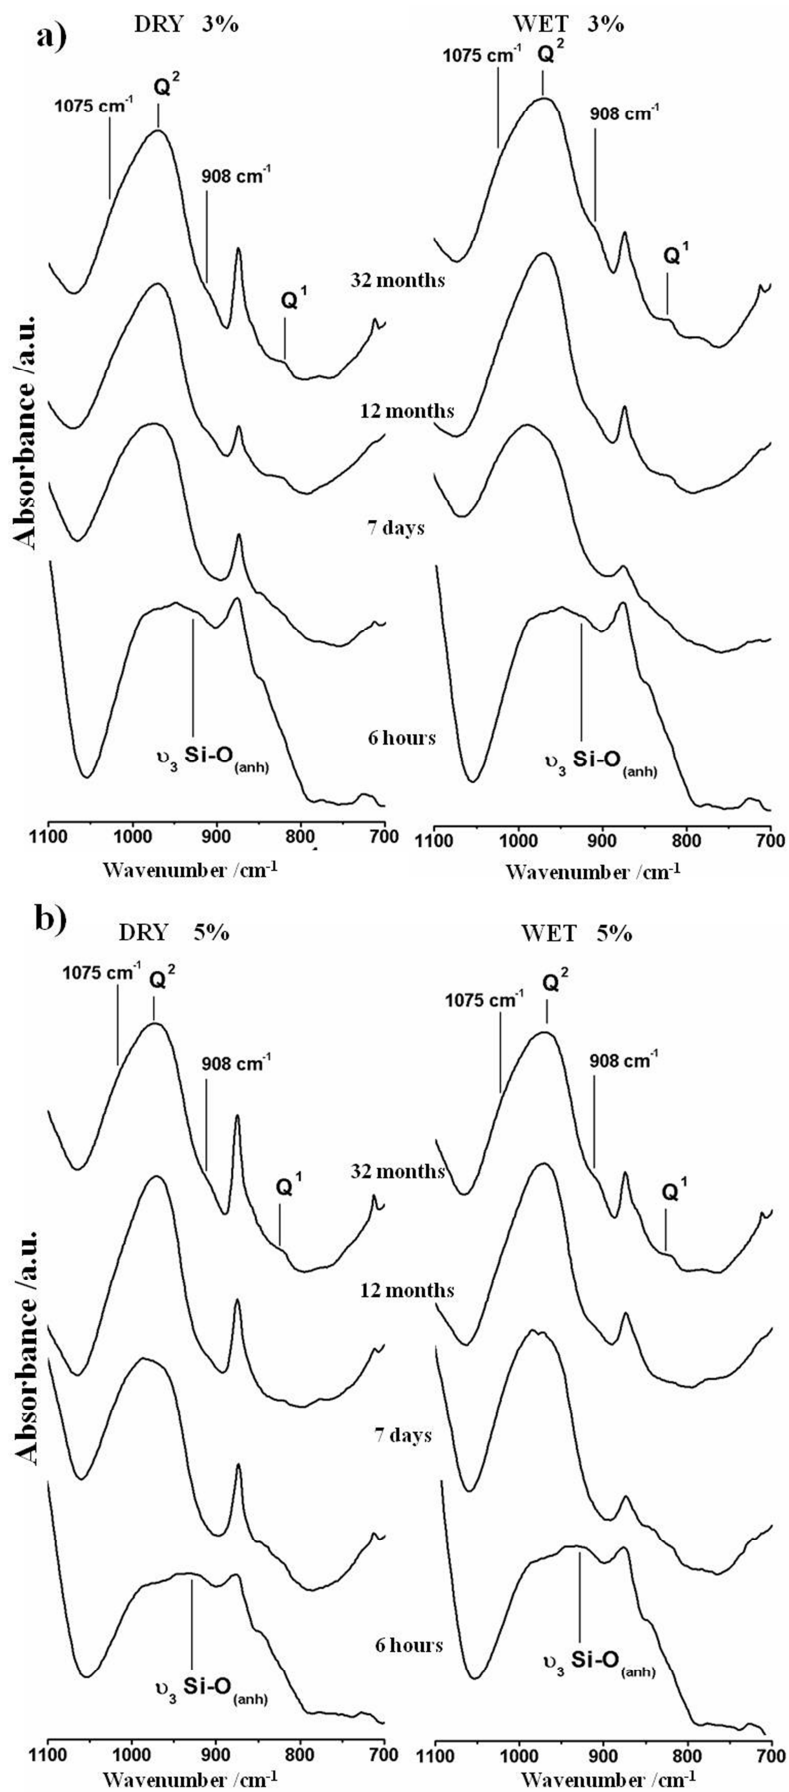 a)
DRY 3%
WET 3%
1075 cm⁻¹
Q²
908 cm⁻¹
Q¹
1075 cm⁻¹
Q²
908 cm⁻¹
Q¹
32 months
12 months
7 days
6 hours
υ₃ Si-O(anh)
υ₃ Si-O(anh)
Absorbance /a.u.
1100 1000 900 800 700
1100 1000 900 800 700
Wavenumber /cm⁻¹
Wavenumber /cm⁻¹
b)
DRY 5%
WET 5%
1075 cm⁻¹
Q²
908 cm⁻¹
Q¹
1075 cm⁻¹
Q²
908 cm⁻¹
Q¹
32 months
12 months
7 days
6 hours
υ₃ Si-O(anh)
υ₃ Si-O(anh)
Absorbance /a.u.
1100 1000 900 800 700
1100 1000 900 800 700
Wavenumber /cm⁻¹
Wavenumber /cm⁻¹